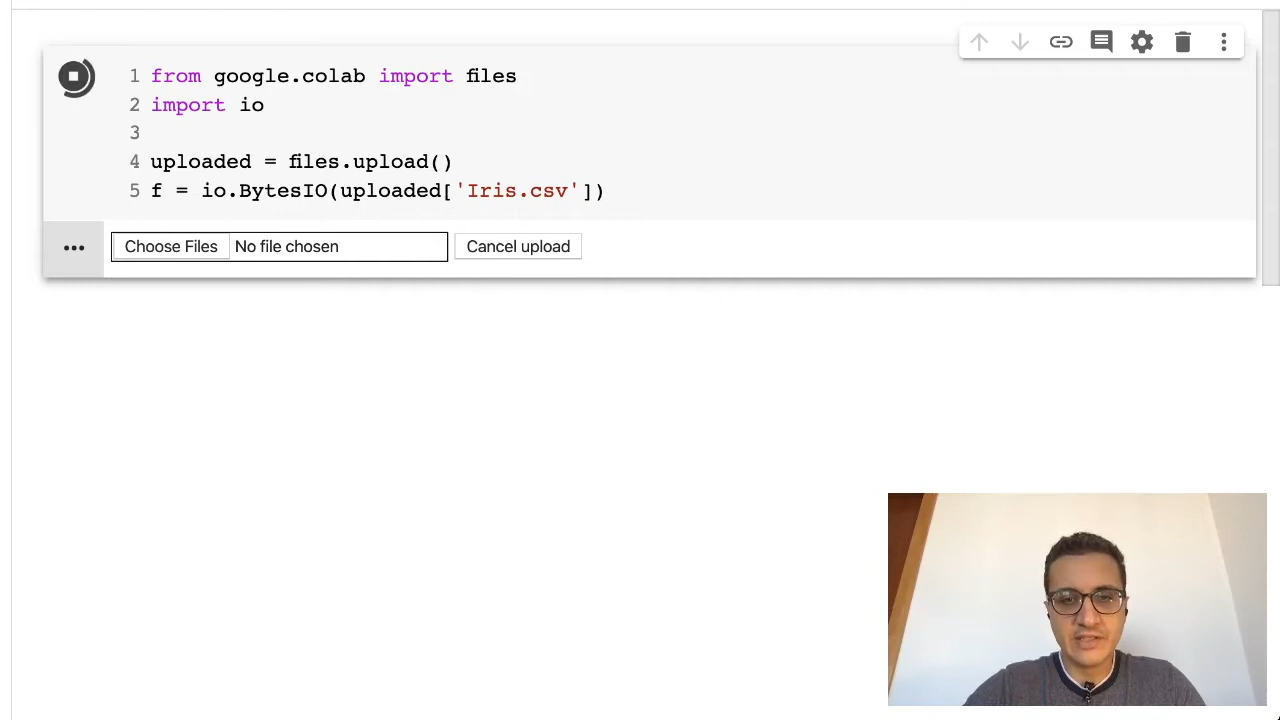 1 from google.colab import files
2 import io
3
4 uploaded = files.upload()
5 f = io.BytesIO(uploaded['Iris.csv'])
Choose Files No file chosen Cancel upload